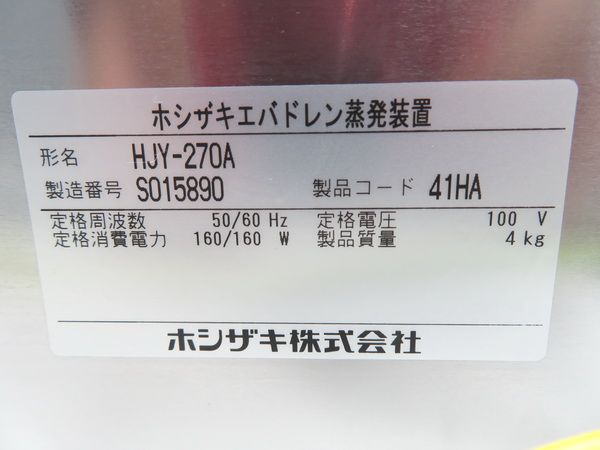 ホシザキエバドレン蒸発装置
形名 HJY-270A
製造番号 S015890 製品コード 41HA
定格周波数 50/60 Hz 定格電圧 100 V
定格消費電力 160/160 W 製品質量 4 kg
ホシザキ株式会社